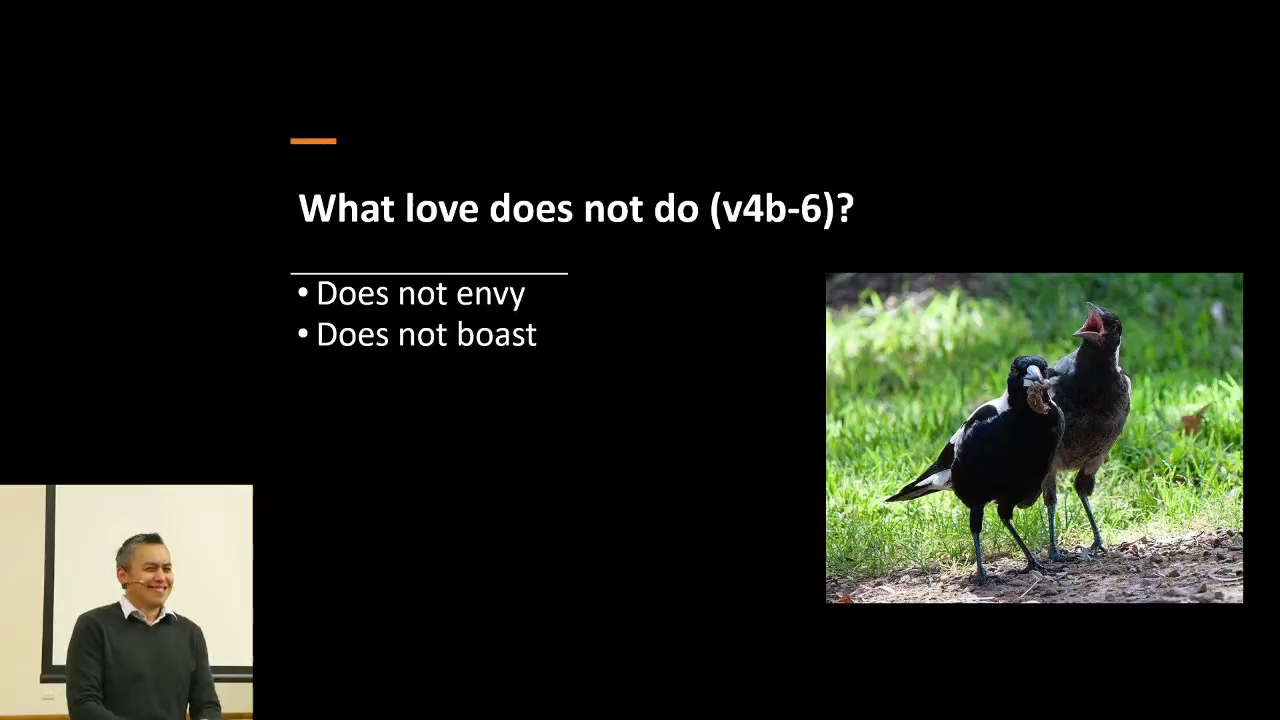 What love does not do (v4b-6)?
• Does not envy
• Does not boast